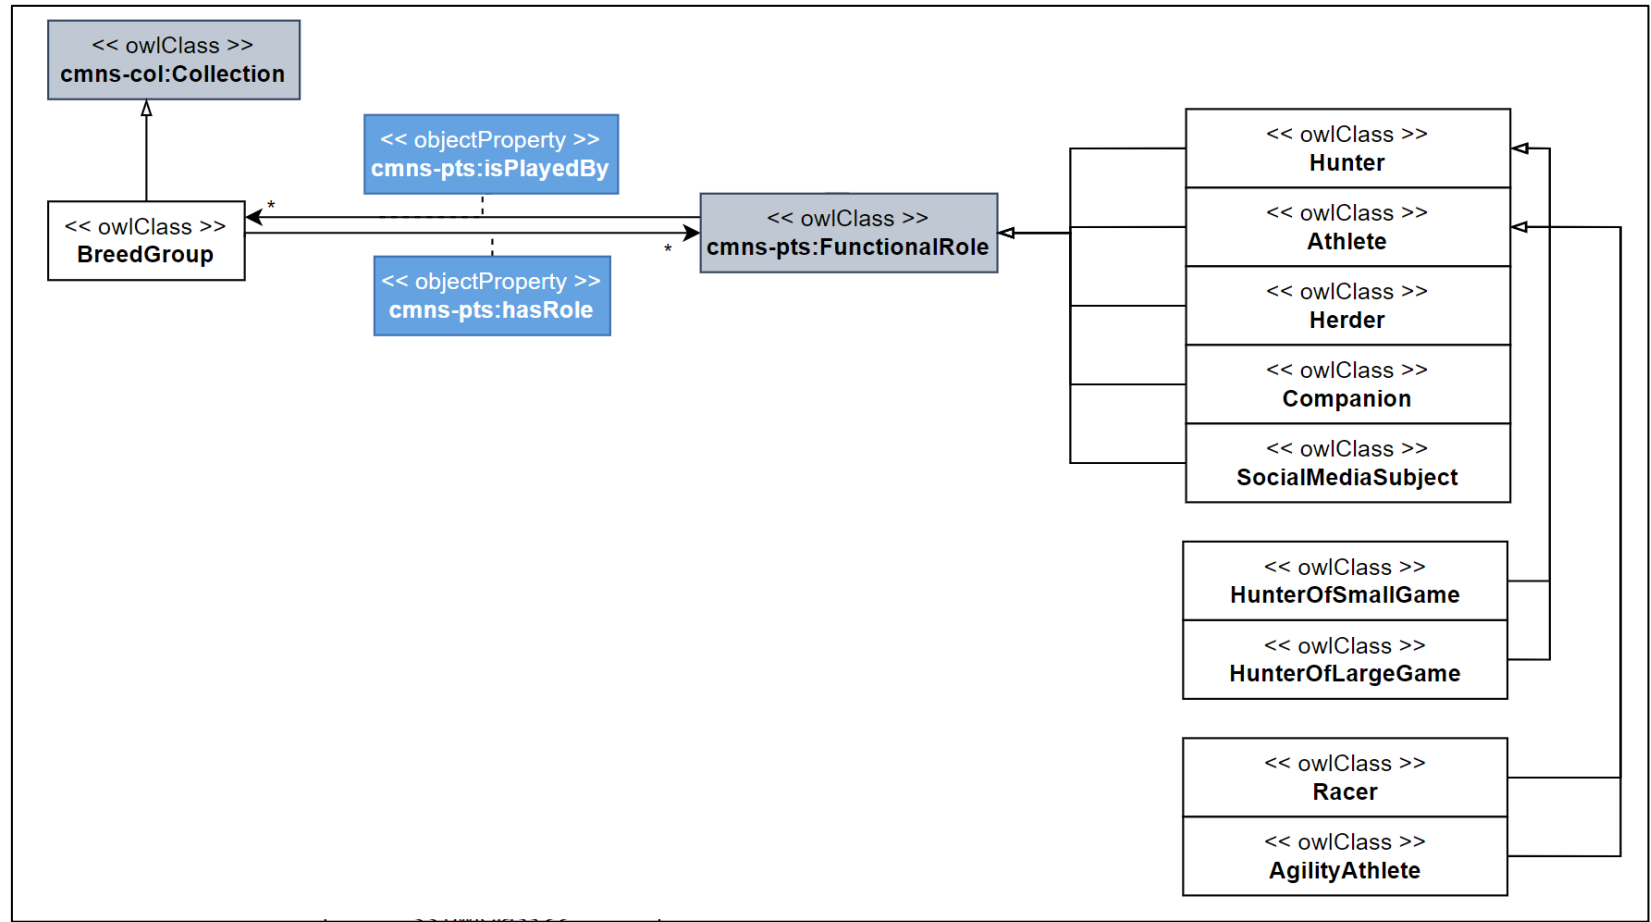 << owlClass >>
cmns-col:Collection
<< objectProperty >>
cmns-pts:isPlayedBy
<< owlClass >>
BreedGroup
*
*
<< objectProperty >>
cmns-pts:hasRole
<< owlClass >>
cmns-pts:FunctionalRole
<< owlClass >>
Hunter
<< owlClass >>
Athlete
<< owlClass >>
Herder
<< owlClass >>
Companion
<< owlClass >>
SocialMediaSubject
<< owlClass >>
HunterOfSmallGame
<< owlClass >>
HunterOfLargeGame
<< owlClass >>
Racer
<< owlClass >>
AgilityAthlete